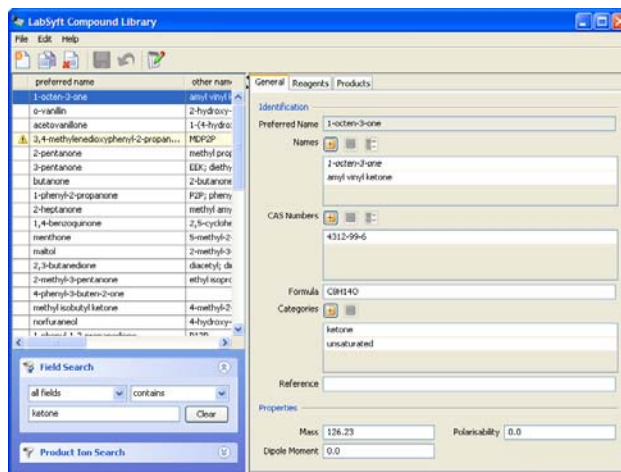 LabSyft Compound Library
File Edit Help
preferred name other name
1-octen-3-one amyl vinyl k
o-vanillin 2-hydroxy-
acetovanillone 1-(4-hydro:
3,4-methylenedioxyphenyl-2-propan... MDP2P
2-pentanone methyl prop
3-pentanone EEK; diethy
butanone 2-butanone
1-phenyl-2-propanone P2P; pheny
2-heptanone methyl amy
1,4-benzoquinone 2,5-cyclohe
menthone 5-methyl-2-
maltol 2-methyl-3-
2,3-butanedione diacetyl; di
2-methyl-3-pentanone ethyl isopro
4-phenyl-3-buten-2-one
methyl isobutyl ketone 4-methyl-2-
norfuraneol 4-hydroxy-
Field Search
all fields contains
ketone Clear
Product Ion Search
General Reagents Products
Identification
Preferred Name 1-octen-3-one
Names
1-octen-3-one
amyl vinyl ketone
CAS Numbers
4312-99-6
Formula C8H14O
Categories
ketone
unsaturated
Reference
Properties
Mass 126.23 Polarisability 0.0
Dipole Moment 0.0